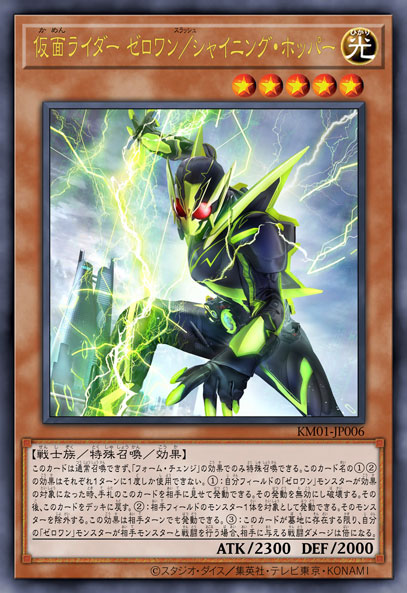 仮面ライダー ゼロワン／シャイニング・ホッパー
光
KM01-JP006
【戦士族／特殊召喚／効果】
このカードは通常召喚できず、「フォーム・チェンジ」の効果でのみ特殊召喚できる。このカード名の①②
の効果はそれぞれ1ターンに1度しか使用できない。①：自分フィールドの「ゼロワン」モンスターが効果
の対象になった時、手札のこのカードを相手に見せて発動できる。その発動を無効にし破壊する。その
後、このカードをデッキに戻す。②：相手フィールドのモンスター1体を対象として発動できる。そのモンス
ターを除外する。この効果は相手ターンでも発動できる。③：このカードが墓地に存在する限り、自分
の「ゼロワン」モンスターが相手モンスターと戦闘を行う場合、相手に与える戦闘ダメージは倍になる。
ATK/2300 DEF/2000
©スタジオ・ダイス／集英社・テレビ東京・KONAMI